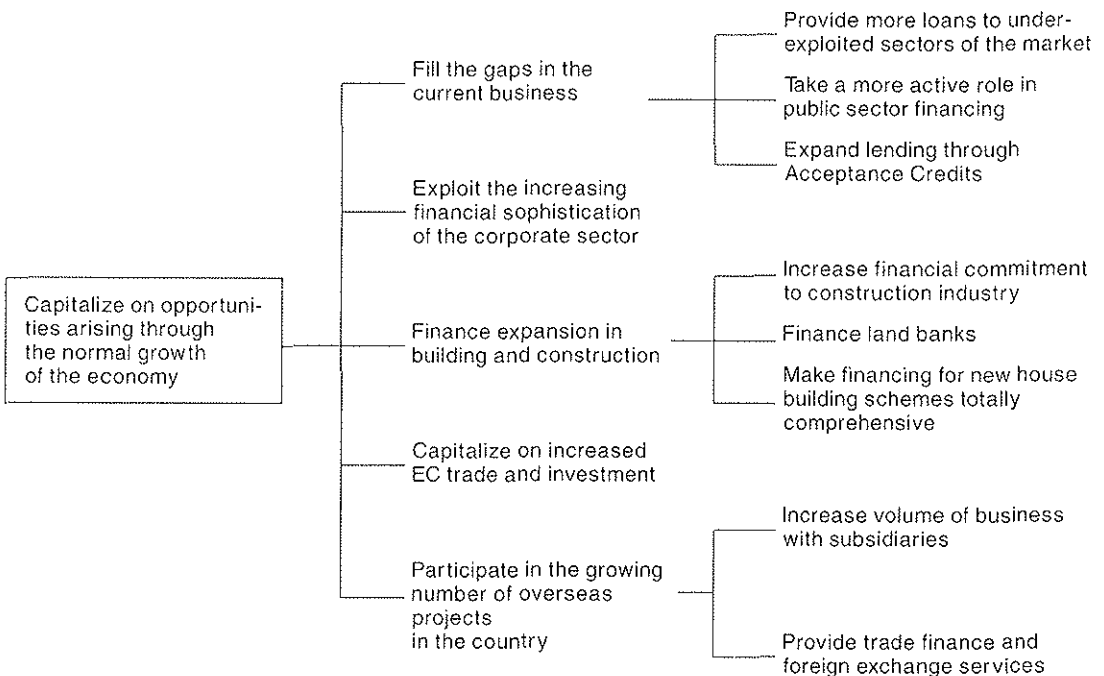 Capitalize on opportuni-
ties arising through
the normal growth
of the economy
Fill the gaps in the
current business
Provide more loans to under-
exploited sectors of the market
Take a more active role in
public sector financing
Expand lending through
Acceptance Credits
Exploit the increasing
financial sophistication
of the corporate sector
Finance expansion in
building and construction
Increase financial commitment
to construction industry
Finance land banks
Make financing for new house
building schemes totally
comprehensive
Capitalize on increased
EC trade and investment
Participate in the growing
number of overseas
projects
in the country
Increase volume of business
with subsidiaries
Provide trade finance and
foreign exchange services